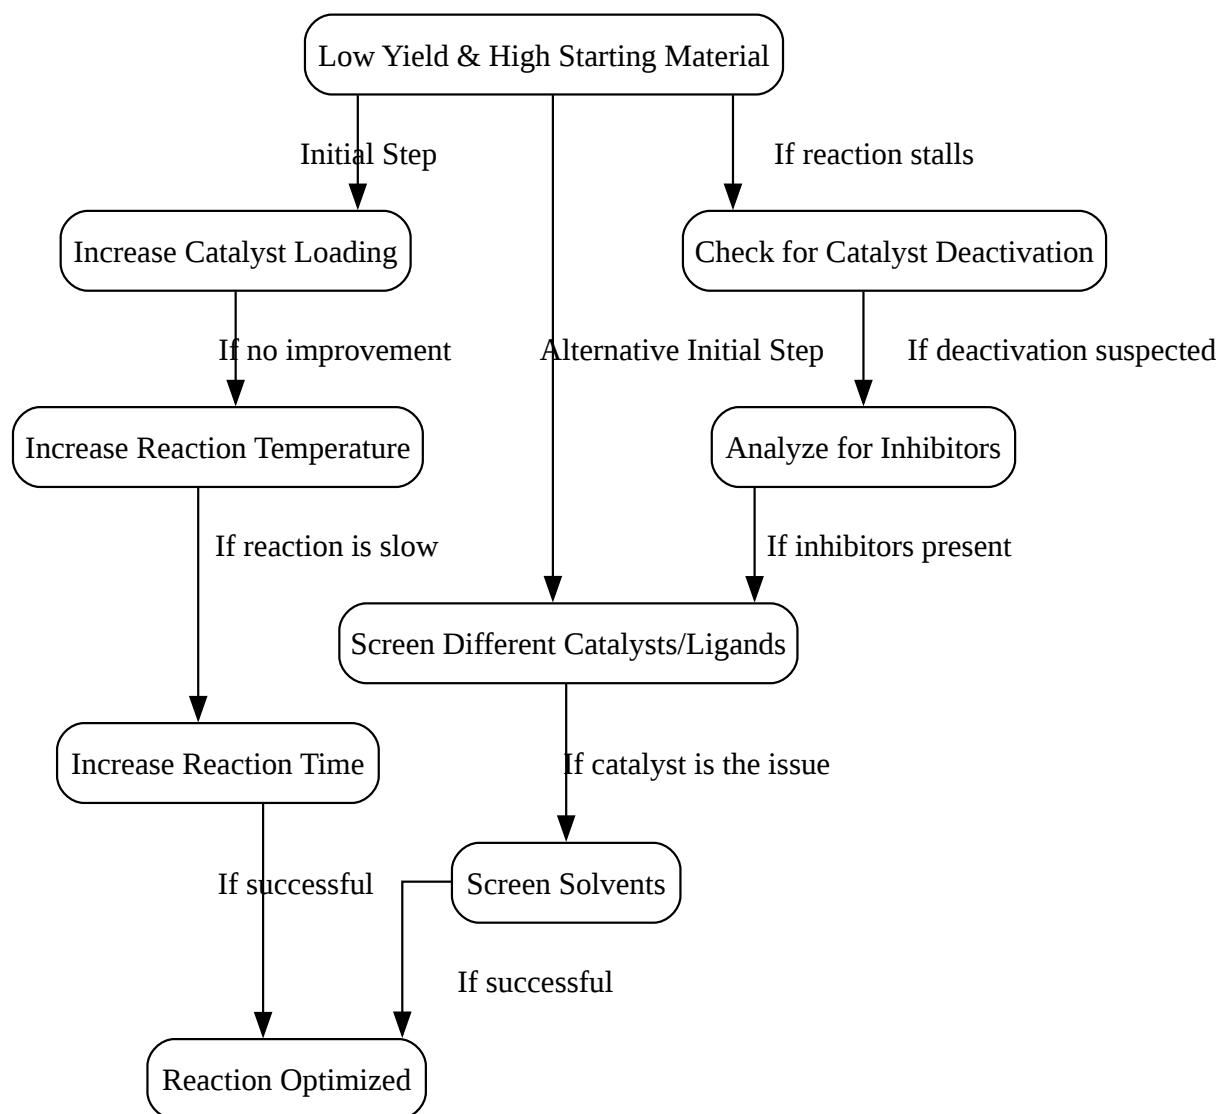 Low Yield & High Starting Material
Initial Step
If reaction stalls
Increase Catalyst Loading
Check for Catalyst Deactivation
If no improvement
Alternative Initial Step
If deactivation suspected
Increase Reaction Temperature
Analyze for Inhibitors
If reaction is slow
If inhibitors present
Screen Different Catalysts/Ligands
Increase Reaction Time
If catalyst is the issue
If successful
Screen Solvents
If successful
Reaction Optimized